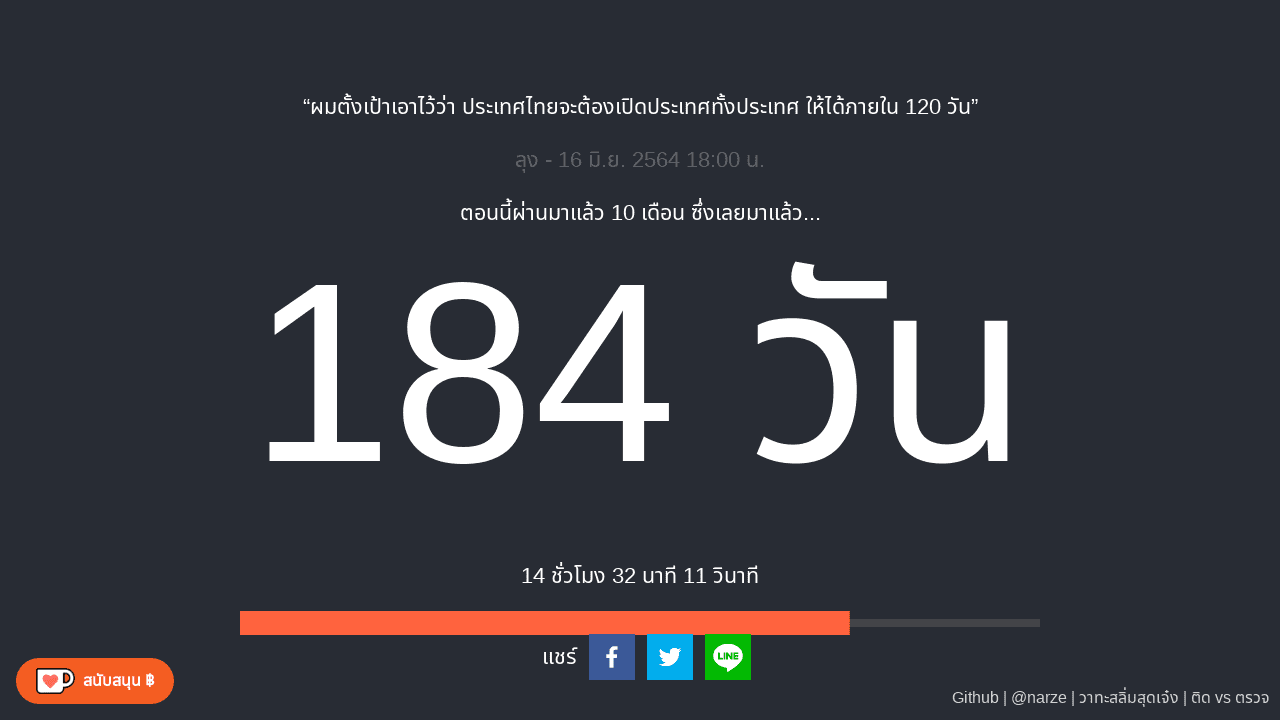 “ผมตั้งเป้าเอาไว้ว่า ประเทศไทยจะต้องเปิดประเทศทั้งประเทศ ให้ได้ภายใน 120 วัน”
ลุง - 16 มิ.ย. 2564 18:00 น.
ตอนนี้ผ่านมาแล้ว 10 เดือน ซึ่งเลยมาแล้ว...
184 วัน
14 ชั่วโมง 32 นาที 11 วินาที
แชร์ LINE
สนับสนุน ฿
Github | @narze | วาทะสลิ่มสุดเจ๋ง | ติด vs ตรวจ